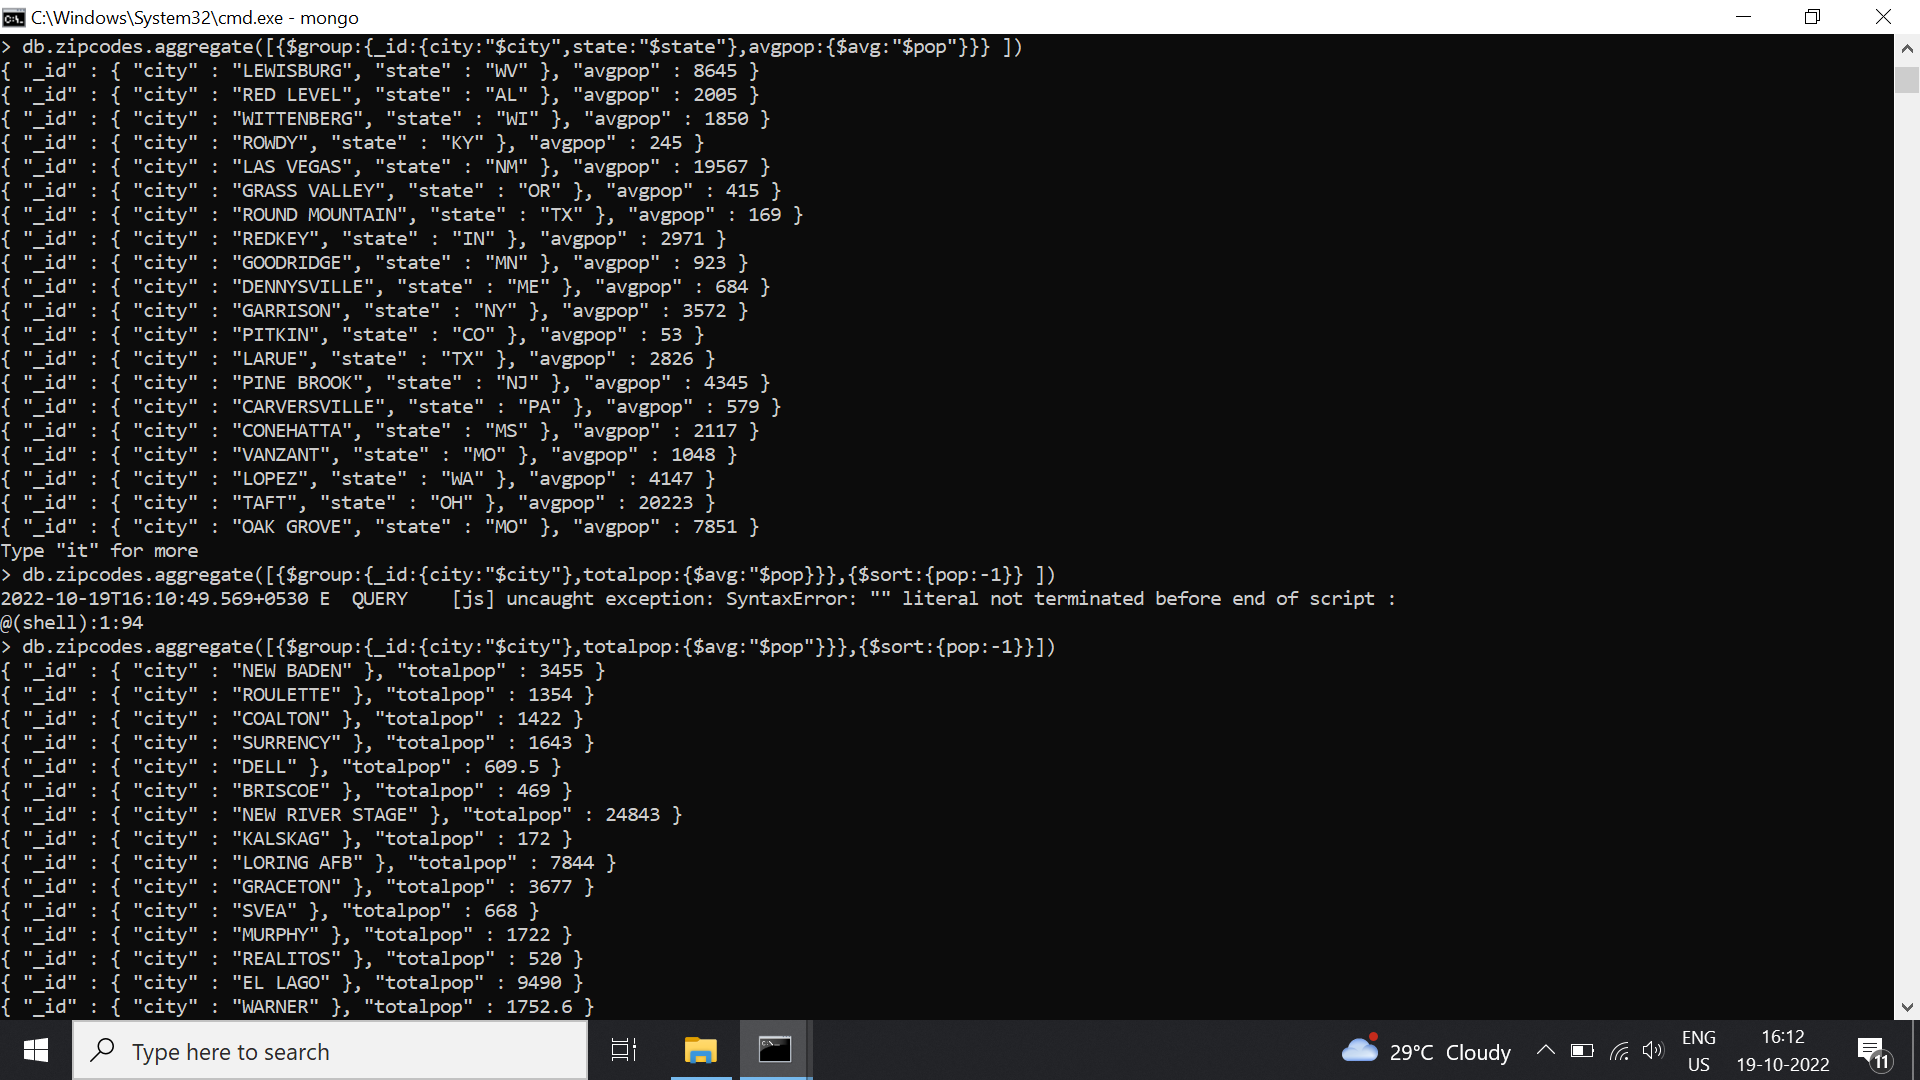 C:\Windows\System32\cmd.exe - mongo
> db.zipcodes.aggregate([{$group:{_id:{city:"$city",state:"$state"},avgpop:{$avg:"$pop"}}} ])
{ "_id" : { "city" : "LEWISBURG", "state" : "WV" }, "avgpop" : 8645 }
{ "_id" : { "city" : "RED LEVEL", "state" : "AL" }, "avgpop" : 2005 }
{ "_id" : { "city" : "WITTENBERG", "state" : "WI" }, "avgpop" : 1850 }
{ "_id" : { "city" : "ROWDY", "state" : "KY" }, "avgpop" : 245 }
{ "_id" : { "city" : "LAS VEGAS", "state" : "NM" }, "avgpop" : 19567 }
{ "_id" : { "city" : "GRASS VALLEY", "state" : "OR" }, "avgpop" : 415 }
{ "_id" : { "city" : "ROUND MOUNTAIN", "state" : "TX" }, "avgpop" : 169 }
{ "_id" : { "city" : "REDKEY", "state" : "IN" }, "avgpop" : 2971 }
{ "_id" : { "city" : "GOODRIDGE", "state" : "MN" }, "avgpop" : 923 }
{ "_id" : { "city" : "DENNYSVILLE", "state" : "ME" }, "avgpop" : 684 }
{ "_id" : { "city" : "GARRISON", "state" : "NY" }, "avgpop" : 3572 }
{ "_id" : { "city" : "PITKIN", "state" : "CO" }, "avgpop" : 53 }
{ "_id" : { "city" : "LARUE", "state" : "TX" }, "avgpop" : 2826 }
{ "_id" : { "city" : "PINE BROOK", "state" : "NJ" }, "avgpop" : 4345 }
{ "_id" : { "city" : "CARVERSVILLE", "state" : "PA" }, "avgpop" : 579 }
{ "_id" : { "city" : "CONEHATTA", "state" : "MS" }, "avgpop" : 2117 }
{ "_id" : { "city" : "VANZANT", "state" : "MO" }, "avgpop" : 1048 }
{ "_id" : { "city" : "LOPEZ", "state" : "WA" }, "avgpop" : 4147 }
{ "_id" : { "city" : "TAFT", "state" : "OH" }, "avgpop" : 20223 }
{ "_id" : { "city" : "OAK GROVE", "state" : "MO" }, "avgpop" : 7851 }
Type "it" for more
> db.zipcodes.aggregate([{$group:{_id:{city:"$city"},totalpop:{$avg:"$pop}}},{$sort:{pop:-1}} ])
2022-10-19T16:10:49.569+0530 E  QUERY    [js] uncaught exception: SyntaxError: "" literal not terminated before end of script :
@(shell):1:94
> db.zipcodes.aggregate([{$group:{_id:{city:"$city"},totalpop:{$avg:"$pop"}}},{$sort:{pop:-1}}])
{ "_id" : { "city" : "NEW BADEN" }, "totalpop" : 3455 }
{ "_id" : { "city" : "ROULETTE" }, "totalpop" : 1354 }
{ "_id" : { "city" : "COALTON" }, "totalpop" : 1422 }
{ "_id" : { "city" : "SURRENCY" }, "totalpop" : 1643 }
{ "_id" : { "city" : "DELL" }, "totalpop" : 609.5 }
{ "_id" : { "city" : "BRISCOE" }, "totalpop" : 469 }
{ "_id" : { "city" : "NEW RIVER STAGE" }, "totalpop" : 24843 }
{ "_id" : { "city" : "KALSKAG" }, "totalpop" : 172 }
{ "_id" : { "city" : "LORING AFB" }, "totalpop" : 7844 }
{ "_id" : { "city" : "GRACETON" }, "totalpop" : 3677 }
{ "_id" : { "city" : "SVEA" }, "totalpop" : 668 }
{ "_id" : { "city" : "MURPHY" }, "totalpop" : 1722 }
{ "_id" : { "city" : "REALITOS" }, "totalpop" : 520 }
{ "_id" : { "city" : "EL LAGO" }, "totalpop" : 9490 }
{ "_id" : { "city" : "WARNER" }, "totalpop" : 1752.6 }
Type here to search
29°C Cloudy
ENG
US
16:12
19-10-2022
11